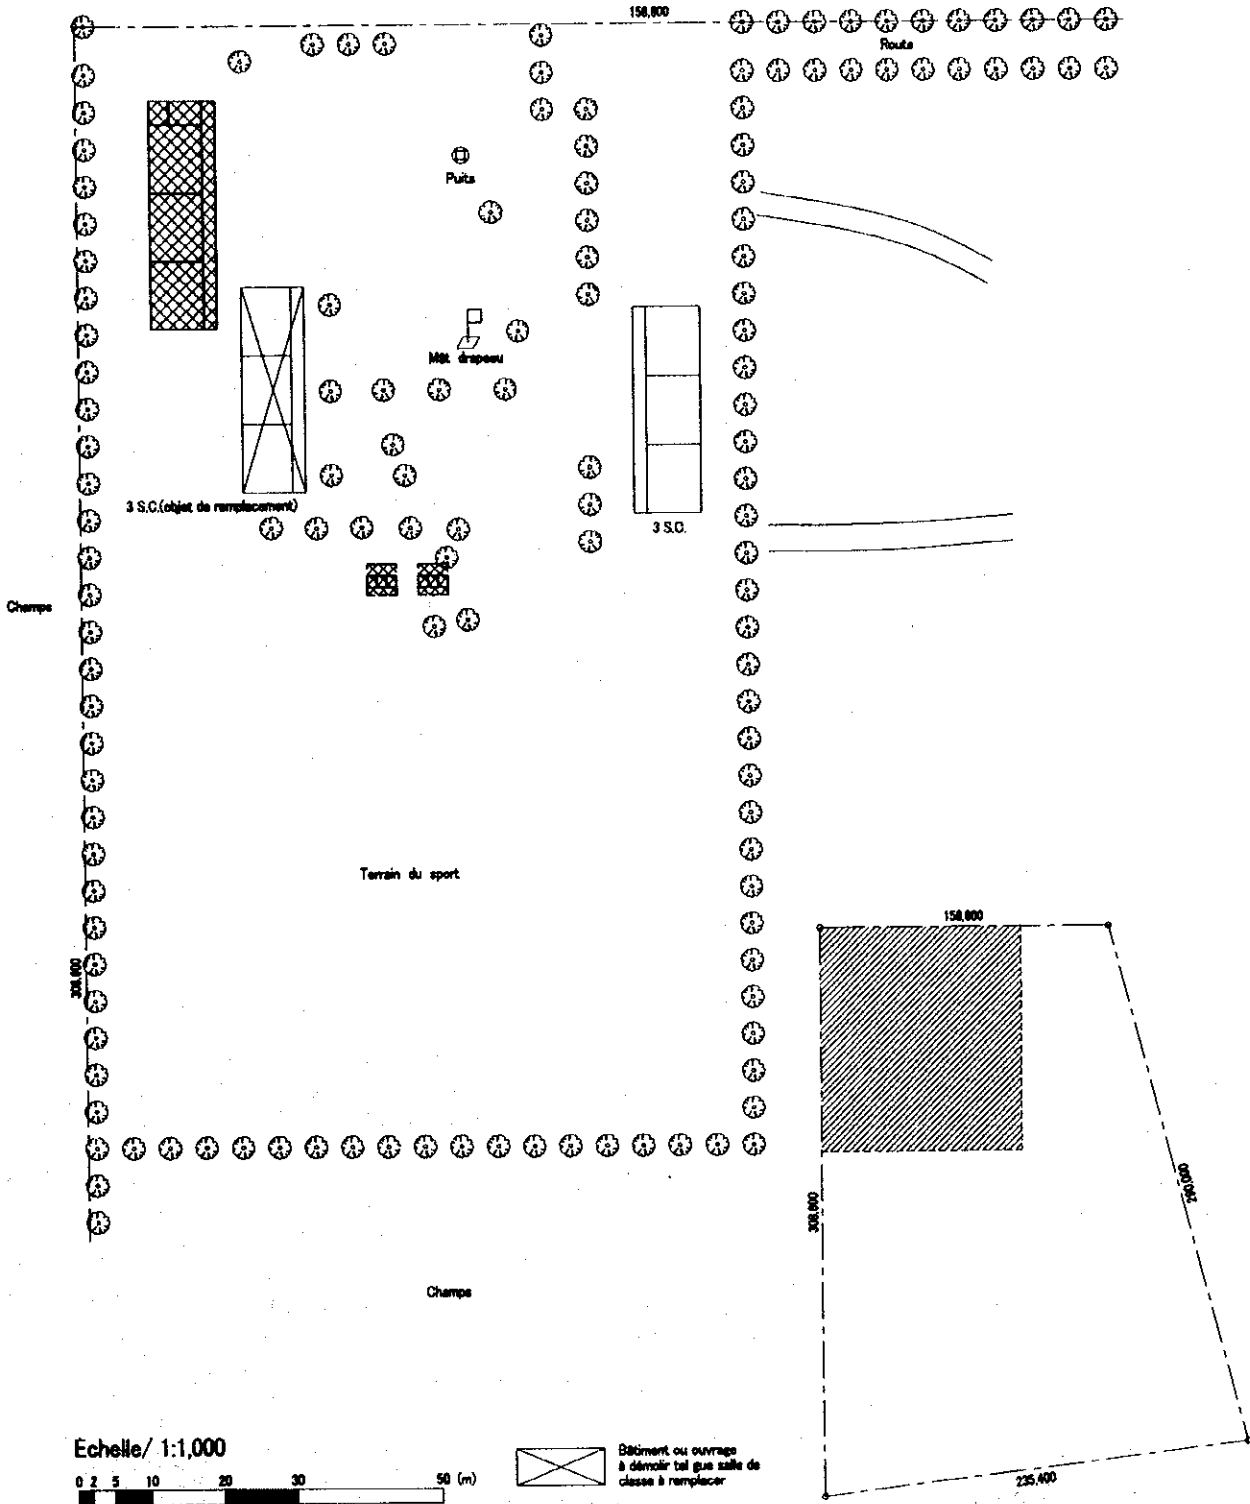 158,800
Route
Puits
Mât drapeau
3 S.C.(objet de remplacement)
3 S.C.
Champs
Terrain du sport
308,800
158,800
308,800
260,000
235,400
Champs
Echelle/ 1:1,000
0 2 5 10 20 30 50 (m)
Bâtiment ou ouvrage
à démolir tel que salle de
classe à remplacer